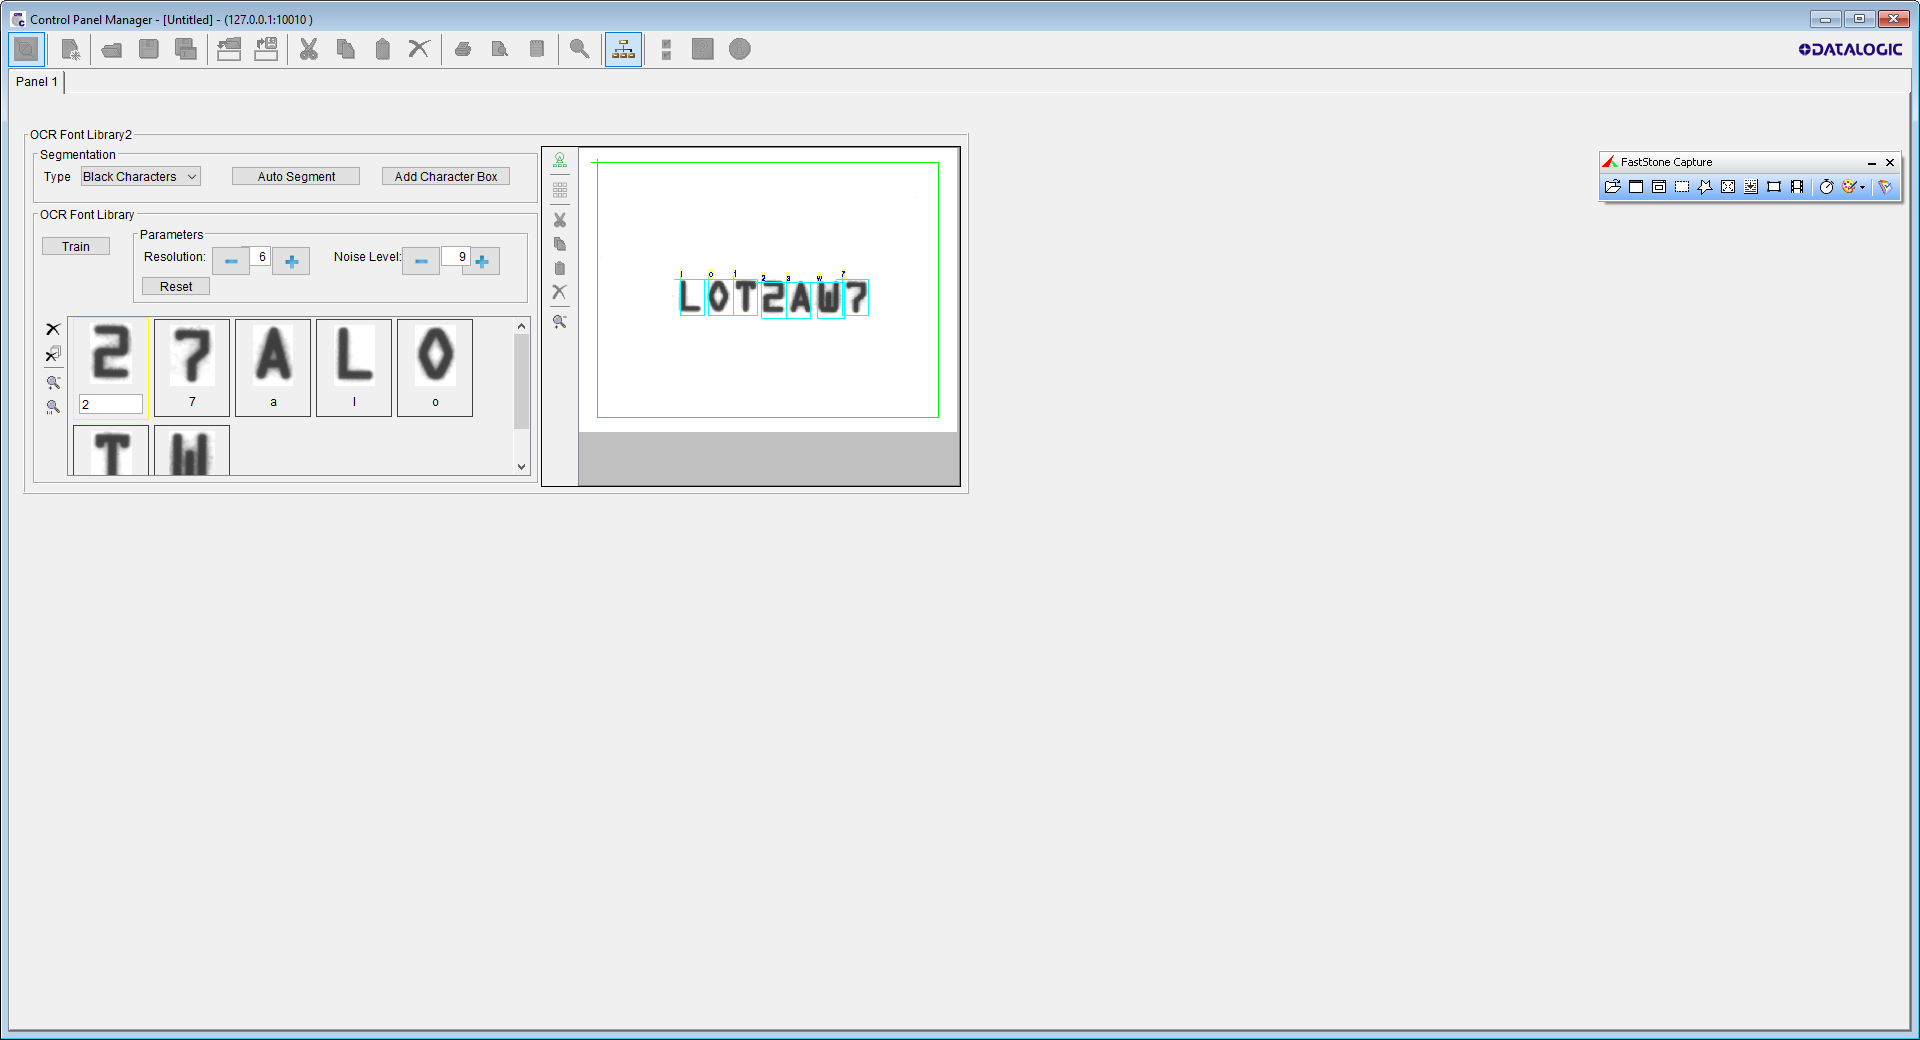 Control Panel Manager - [Untitled] - (127.0.0.1:10010 )
DATALOGIC
Panel 1
OCR Font Library2
Segmentation
Type Black Characters Auto Segment Add Character Box
OCR Font Library
Train
Parameters
Resolution: 6 Noise Level: 9
Reset
2 7 A L O
2 7 a l o
T W
l o t 2 a w 7
LOT2AW7
FastStone Capture